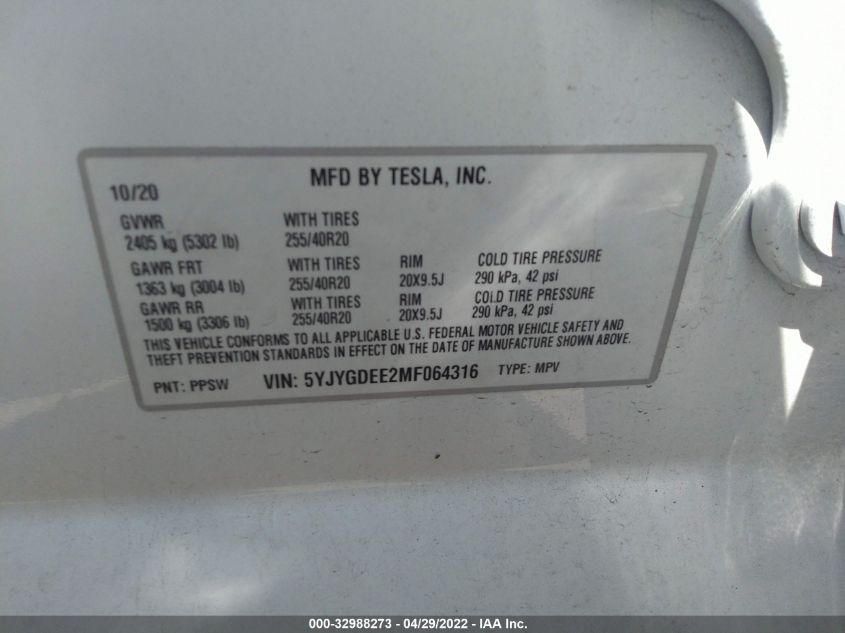 MFD BY TESLA, INC.
10/20
GVWR WITH TIRES
2405 kg (5302 lb) 255/40R20
GAWR FRT WITH TIRES RIM COLD TIRE PRESSURE
1363 kg (3004 lb) 255/40R20 20X9.5J 290 kPa, 42 psi
GAWR RR WITH TIRES RIM COLD TIRE PRESSURE
1500 kg (3306 lb) 255/40R20 20X9.5J 290 kPa, 42 psi
THIS VEHICLE CONFORMS TO ALL APPLICABLE U.S. FEDERAL MOTOR VEHICLE SAFETY AND
THEFT PREVENTION STANDARDS IN EFFECT ON THE DATE OF MANUFACTURE SHOWN ABOVE.
PNT: PPSW VIN: 5YJYGDEE2MF064316 TYPE: MPV
000-32988273 - 04/29/2022 - IAA Inc.